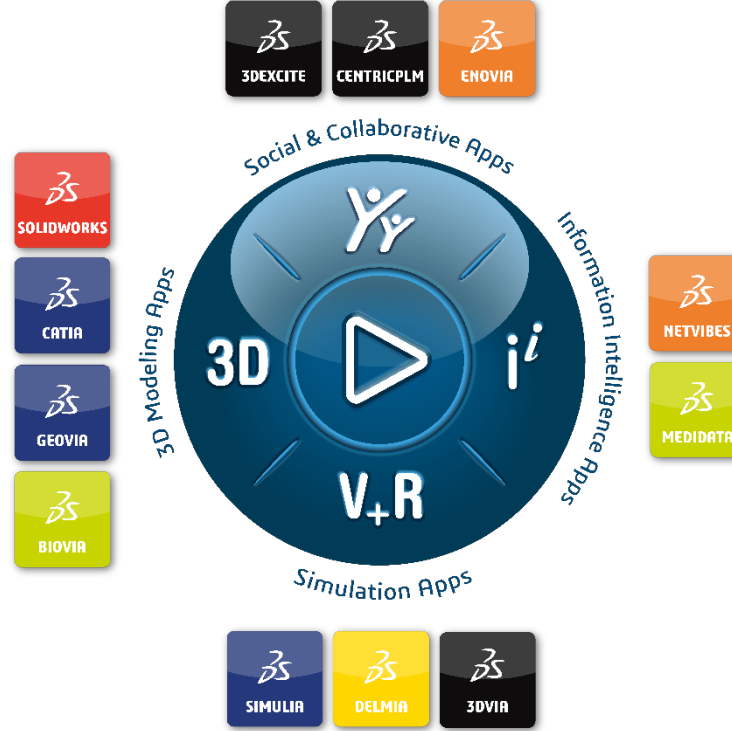 3DEXCITE
CENTRICPLM
ENOVIA
Social & Collaborative Apps
SOLIDWORKS
CATIA
GEOVIA
BIOVIA
3D Modeling Apps
3D
i i
V+R
Information Intelligence Apps
NETVIBES
MEDIDATA
Simulation Apps
SIMULIA
DELMIA
3DVIA